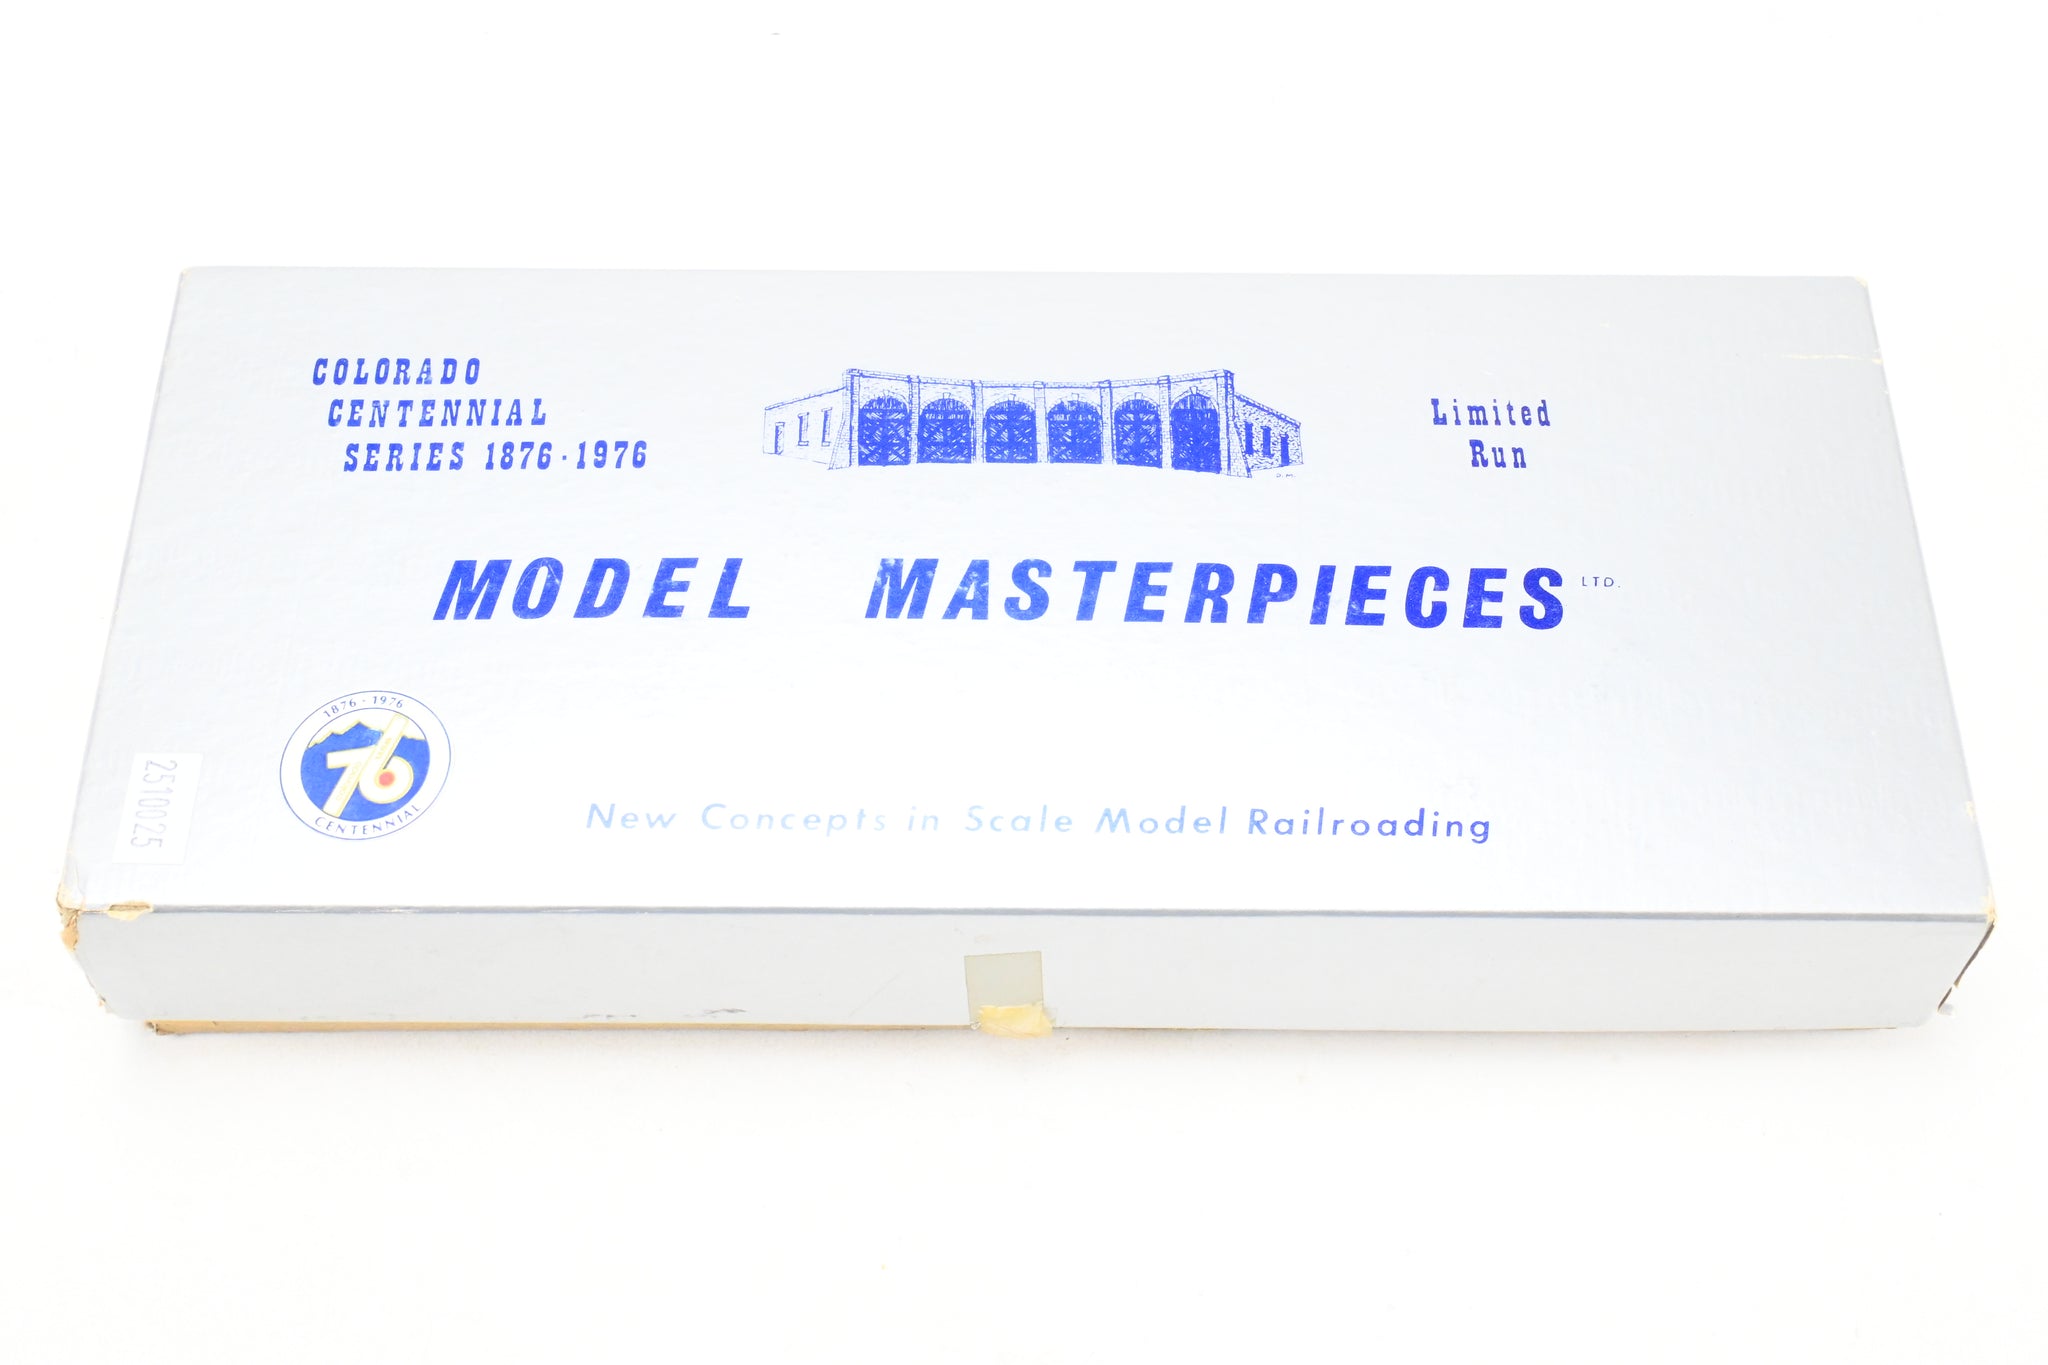 COLORADO
CENTENNIAL
SERIES 1876-1976
Limited
Run
D.M.
MODEL MASTERPIECES LTD.
1876-1976
76
CENTENNIAL
2510025
New Concepts in Scale Model Railroading